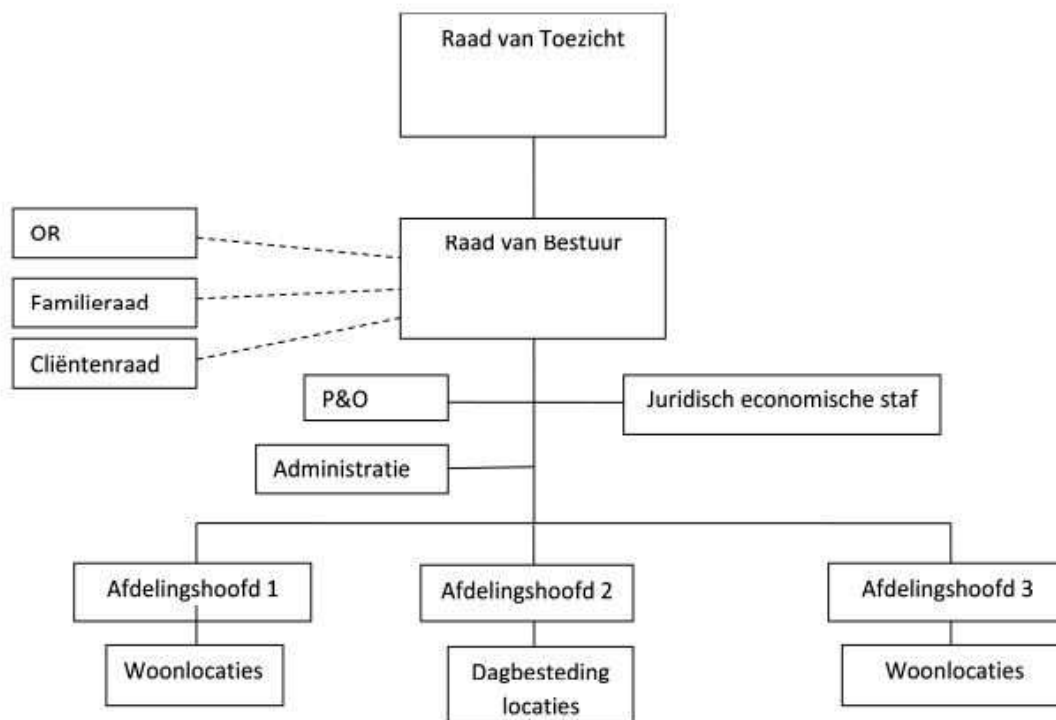 Raad van Toezicht
Raad van Bestuur
OR
Familieraad
Cliëntenraad
P&O
Juridisch economische staf
Administratie
Afdelingshoofd 1
Afdelingshoofd 2
Afdelingshoofd 3
Woonlocaties
Dagbesteding
locaties
Woonlocaties